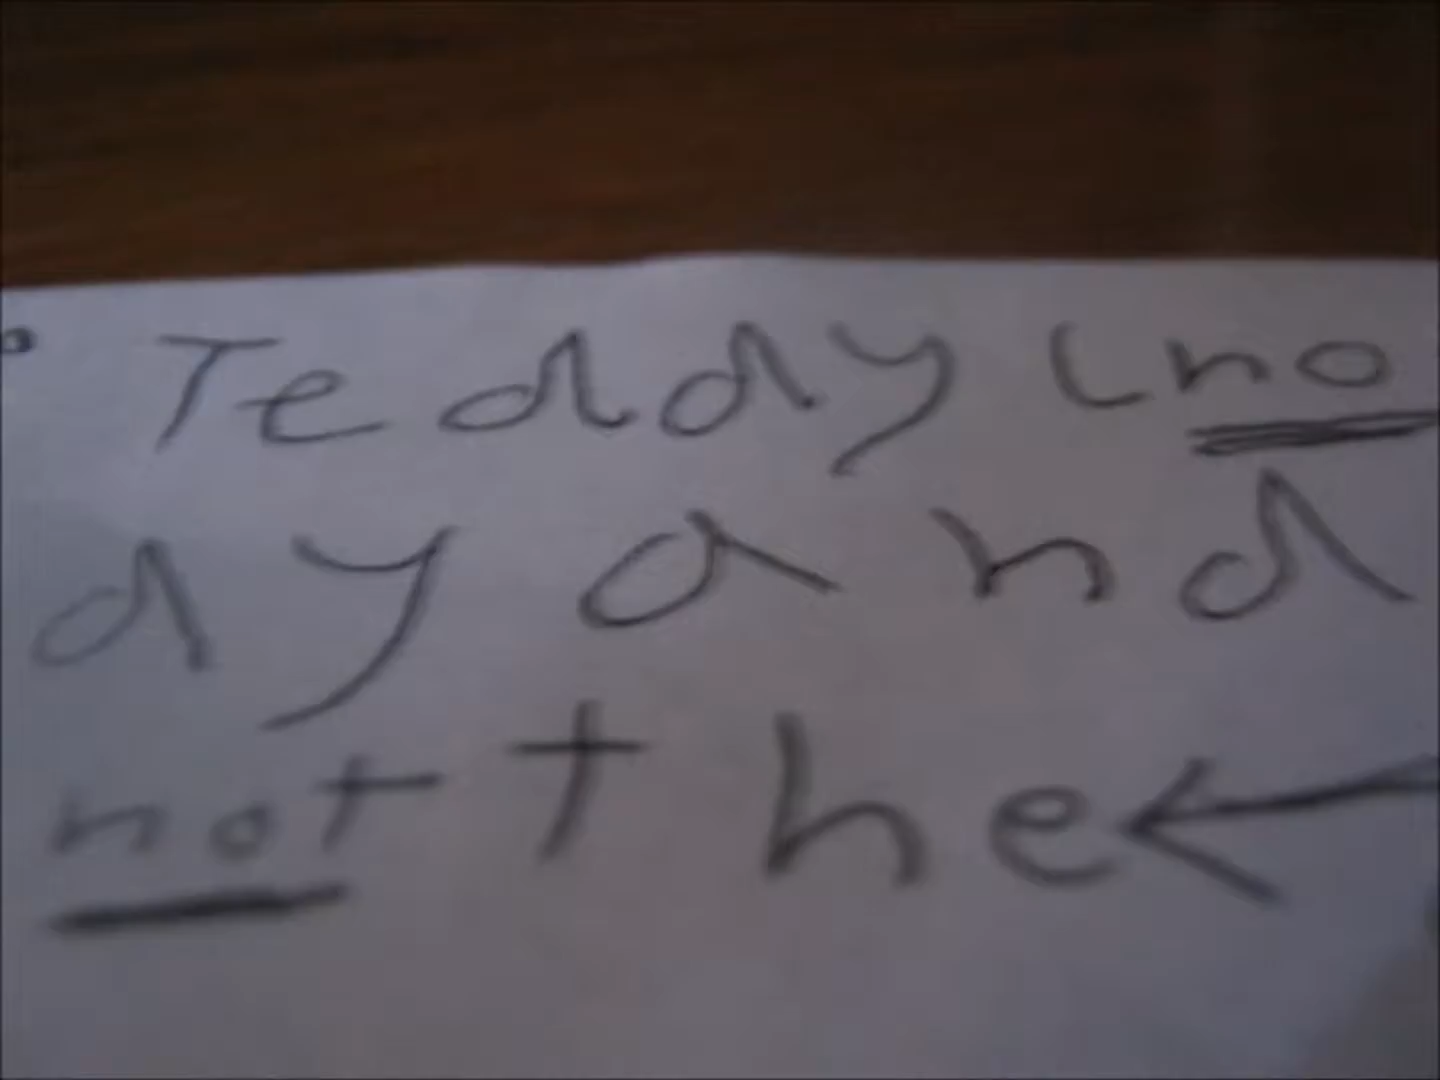 Teddy (no
dy and
not the ←